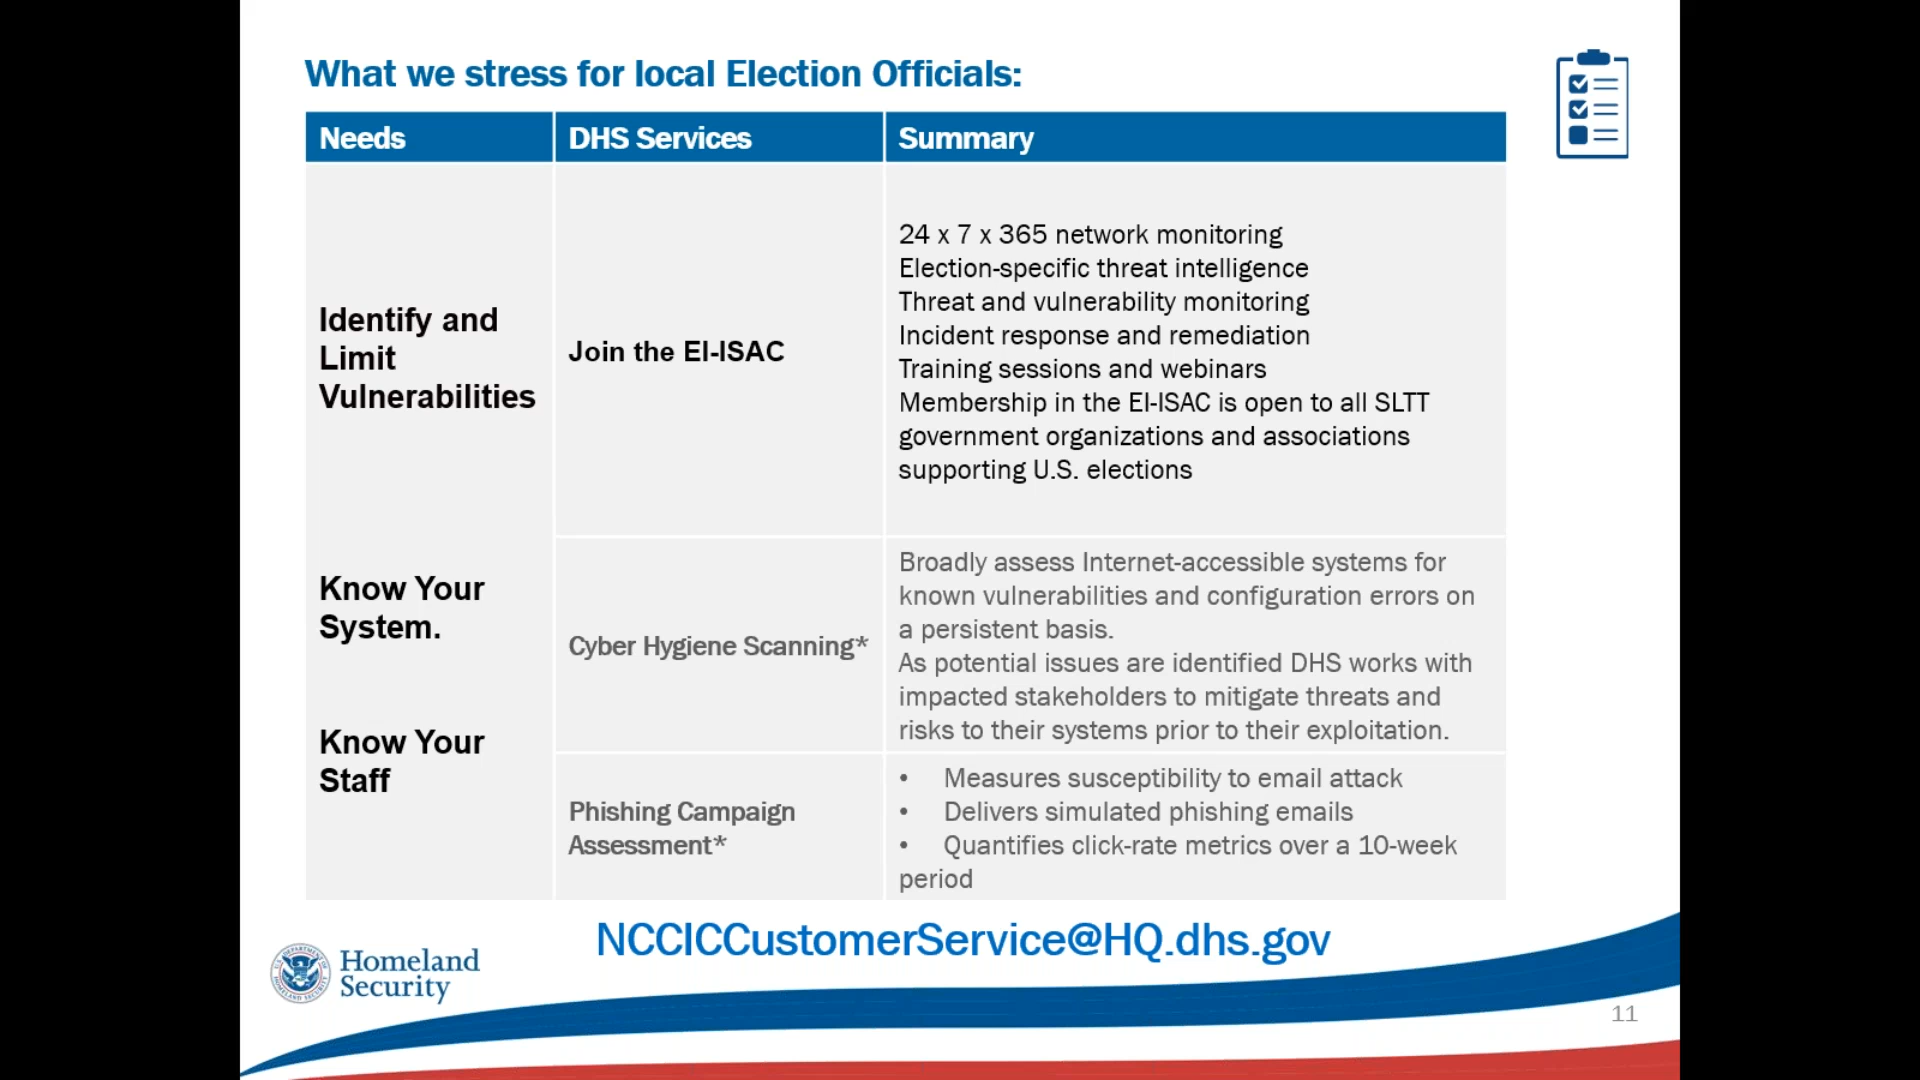 What we stress for local Election Officials:
Needs
DHS Services
Summary
Identify and
Limit
Vulnerabilities
Know Your
System.
Know Your
Staff
Join the EI-ISAC
24 x 7 x 365 network monitoring
Election-specific threat intelligence
Threat and vulnerability monitoring
Incident response and remediation
Training sessions and webinars
Membership in the EI-ISAC is open to all SLTT
government organizations and associations
supporting U.S. elections
Cyber Hygiene Scanning*
Broadly assess Internet-accessible systems for
known vulnerabilities and configuration errors on
a persistent basis.
As potential issues are identified DHS works with
impacted stakeholders to mitigate threats and
risks to their systems prior to their exploitation.
Phishing Campaign
Assessment*
• Measures susceptibility to email attack
• Delivers simulated phishing emails
• Quantifies click-rate metrics over a 10-week
period
NCCICCustomerService@HQ.dhs.gov
Homeland
Security
11